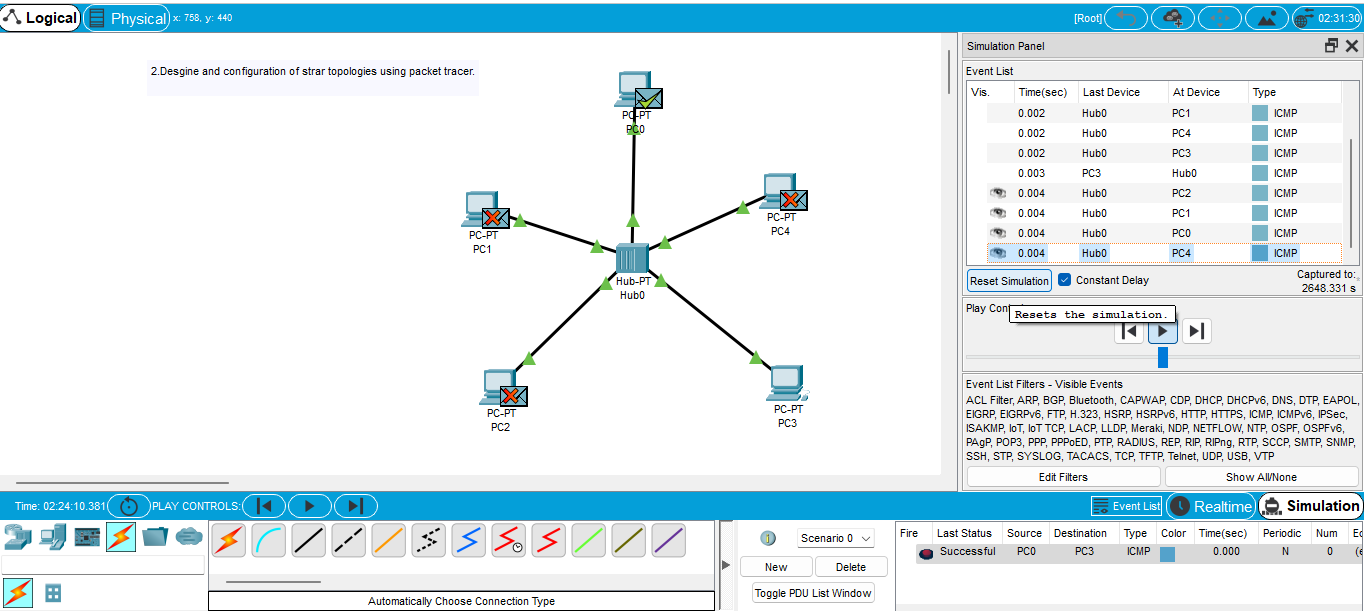 Logical Physical x: 758, y: 440 [Root] 02:31:30
2.Desgine and configuration of strar topologies using packet tracer.
PC-PT
PC0
PC-PT
PC1
PC-PT
PC4
Hub-PT
Hub0
PC-PT
PC2
PC-PT
PC3
Simulation Panel
Event List
Vis. Time(sec) Last Device At Device Type
0.002 Hub0 PC1 ICMP
0.002 Hub0 PC4 ICMP
0.002 Hub0 PC3 ICMP
0.003 PC3 Hub0 ICMP
0.004 Hub0 PC2 ICMP
0.004 Hub0 PC1 ICMP
0.004 Hub0 PC0 ICMP
0.004 Hub0 PC4 ICMP
Reset Simulation Constant Delay Captured to:
2648.331 s
Play Cont
Resets the simulation.
Event List Filters - Visible Events
ACL Filter, ARP, BGP, Bluetooth, CAPWAP, CDP, DHCP, DHCPv6, DNS, DTP, EAPOL,
EIGRP, EIGRPv6, FTP, H.323, HSRP, HSRPv6, HTTP, HTTPS, ICMP, ICMPv6, IPSec,
ISAKMP, IoT, IoT TCP, LACP, LLDP, Meraki, NDP, NETFLOW, NTP, OSPF, OSPFv6,
PAgP, POP3, PPP, PPPoED, PTP, RADIUS, REP, RIP, RIPng, RTP, SCCP, SMTP, SNMP,
SSH, STP, SYSLOG, TACACS, TCP, TFTP, Telnet, UDP, USB, VTP
Edit Filters Show All/None
Time: 02:24:10.381 PLAY CONTROLS: Event List Realtime Simulation
Automatically Choose Connection Type
Scenario 0
New Delete
Toggle PDU List Window
Fire Last Status Source Destination Type Color Time(sec) Periodic Num
Successful PC0 PC3 ICMP 0.000 N 0